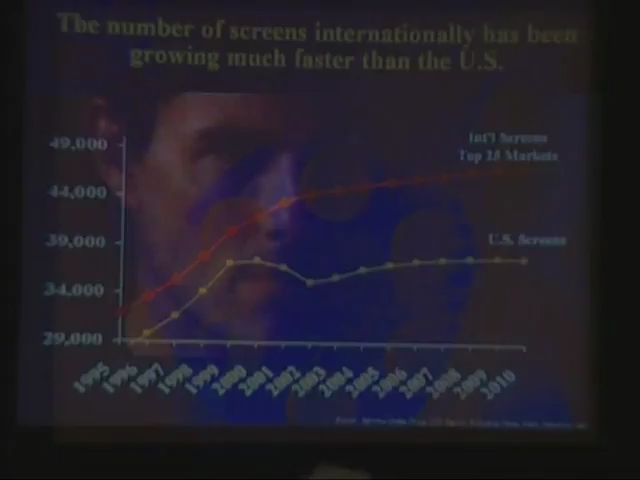 The number of screens internationally has been
growing much faster than the U.S.
49,000
Int'l Screens
Top 15 Markets
44,000
39,000
U.S. Screens
34,000
29,000
1995 1996 1997 1998 1999 2000 2001 2002 2003 2004 2005 2006 2007 2008 2009 2010